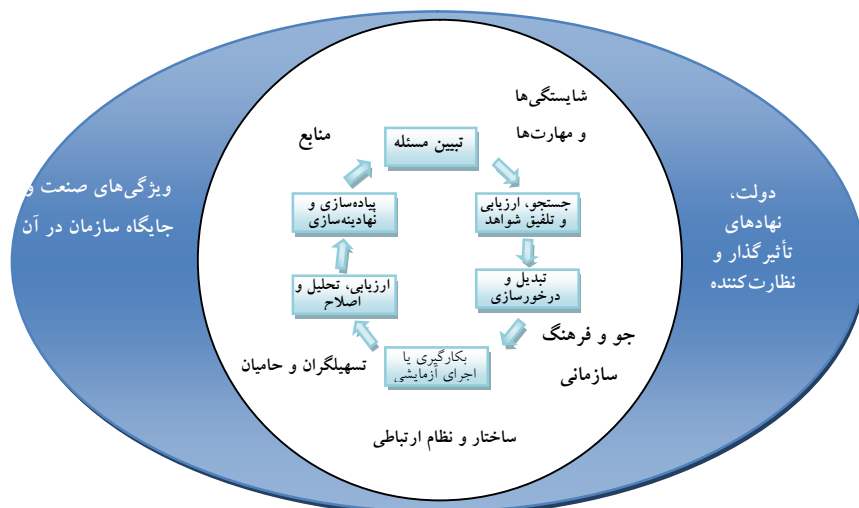 شایستگی‌ها
و مهارت‌ها
منابع
تبیین مسئله
جستجو، ارزیابی
و تلفیق شواهد
تبدیل و
درخورسازی
بکارگیری یا
اجرای آزمایشی
ارزیابی، تحلیل و
اصلاح
پیاده‌سازی و
نهادینه‌سازی
جو و فرهنگ
سازمانی
تسهیلگران و حامیان
ساختار و نظام ارتباطی
دولت،
نهادهای
تأثیرگذار و
نظارت‌کننده
ویژگی‌های صنعت و
جایگاه سازمان در آن